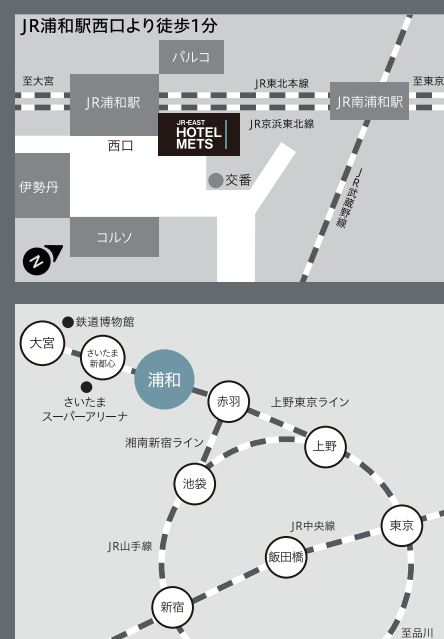 JR浦和駅西口より徒歩1分
パルコ
至大宮
JR東北本線
至東京
JR浦和駅
JR南浦和駅
JR-EAST
HOTEL
METS
JR京浜東北線
西口
伊勢丹
交番
JR武蔵野線
コルソ
N
鉄道博物館
大宮
さいたま
新都心
浦和
さいたま
スーパーアリーナ
赤羽
上野東京ライン
湘南新宿ライン
上野
池袋
東京
JR中央線
JR山手線
飯田橋
新宿
至品川